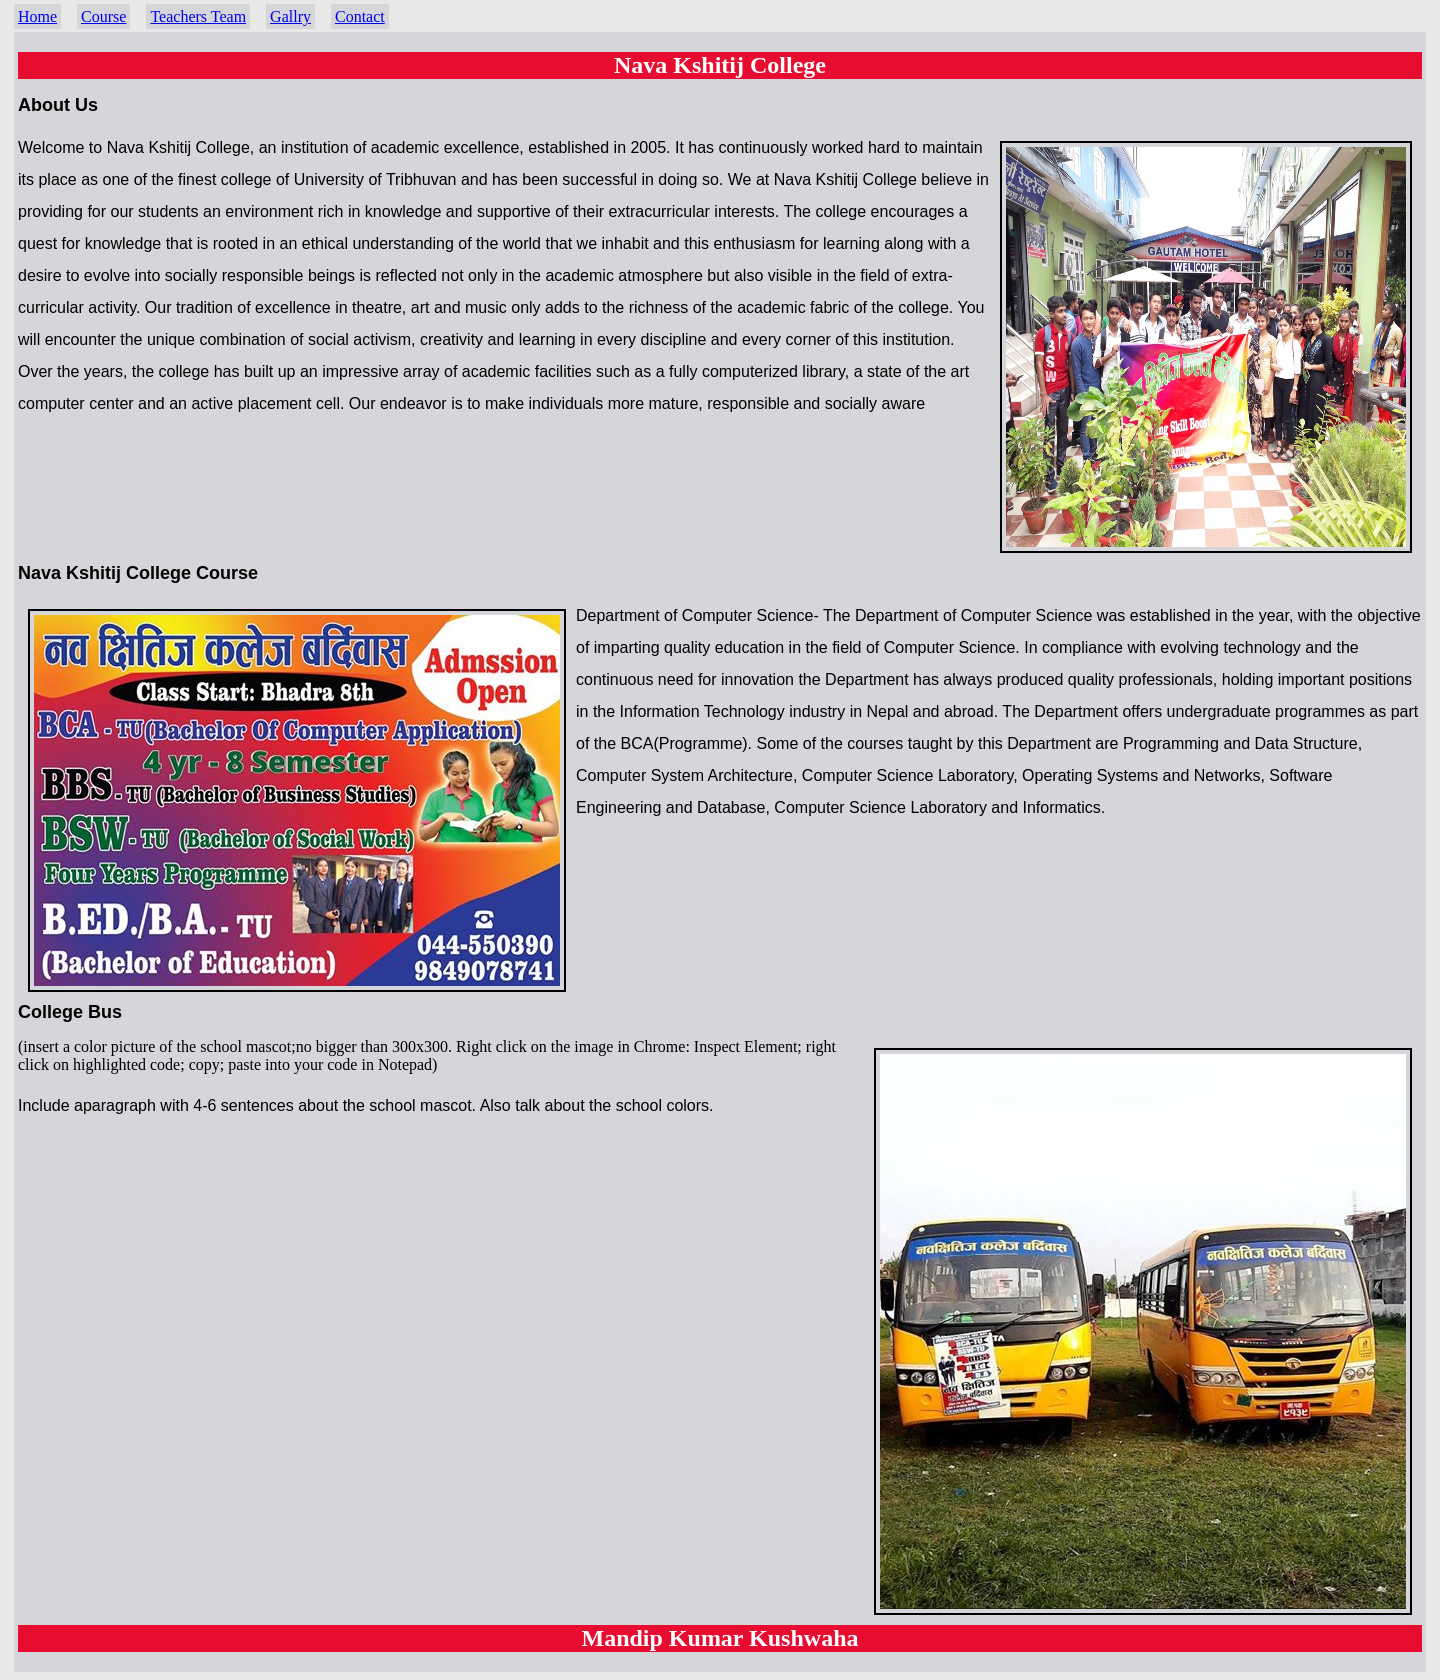 Home Course Teachers Team Gallry Contact
Nava Kshitij College
About Us
Welcome to Nava Kshitij College, an institution of academic excellence, established in 2005. It has continuously worked hard to maintain
its place as one of the finest college of University of Tribhuvan and has been successful in doing so. We at Nava Kshitij College believe in
providing for our students an environment rich in knowledge and supportive of their extracurricular interests. The college encourages a
quest for knowledge that is rooted in an ethical understanding of the world that we inhabit and this enthusiasm for learning along with a
desire to evolve into socially responsible beings is reflected not only in the academic atmosphere but also visible in the field of extra-
curricular activity. Our tradition of excellence in theatre, art and music only adds to the richness of the academic fabric of the college. You
will encounter the unique combination of social activism, creativity and learning in every discipline and every corner of this institution.
Over the years, the college has built up an impressive array of academic facilities such as a fully computerized library, a state of the art
computer center and an active placement cell. Our endeavor is to make individuals more mature, responsible and socially aware
GAUTAM HOTEL
WELCOME
HOTEL
BSW
Skill Boost
Nava Kshitij College Course
नव क्षितिज कलेज बर्दिवास
Admssion
Open
Class Start: Bhadra 8th
BCA - TU (Bachelor Of Computer Application)
4 yr - 8 Semester
BBS - TU (Bachelor of Business Studies)
BSW - TU (Bachelor of Social Work)
Four Years Programme
B.ED./B.A. - TU
(Bachelor of Education)
044-550390
9849078741
Department of Computer Science- The Department of Computer Science was established in the year, with the objective
of imparting quality education in the field of Computer Science. In compliance with evolving technology and the
continuous need for innovation the Department has always produced quality professionals, holding important positions
in the Information Technology industry in Nepal and abroad. The Department offers undergraduate programmes as part
of the BCA(Programme). Some of the courses taught by this Department are Programming and Data Structure,
Computer System Architecture, Computer Science Laboratory, Operating Systems and Networks, Software
Engineering and Database, Computer Science Laboratory and Informatics.
College Bus
(insert a color picture of the school mascot;no bigger than 300x300. Right click on the image in Chrome: Inspect Element; right
click on highlighted code; copy; paste into your code in Notepad)
Include aparagraph with 4-6 sentences about the school mascot. Also talk about the school colors.
नवक्षितिज कलेज बर्दिवास
नवक्षितिज कलेज बर्दिवास
TATA
BCA-TU
नव क्षितिज
कलेज बर्दिवास
९१३९
Mandip Kumar Kushwaha